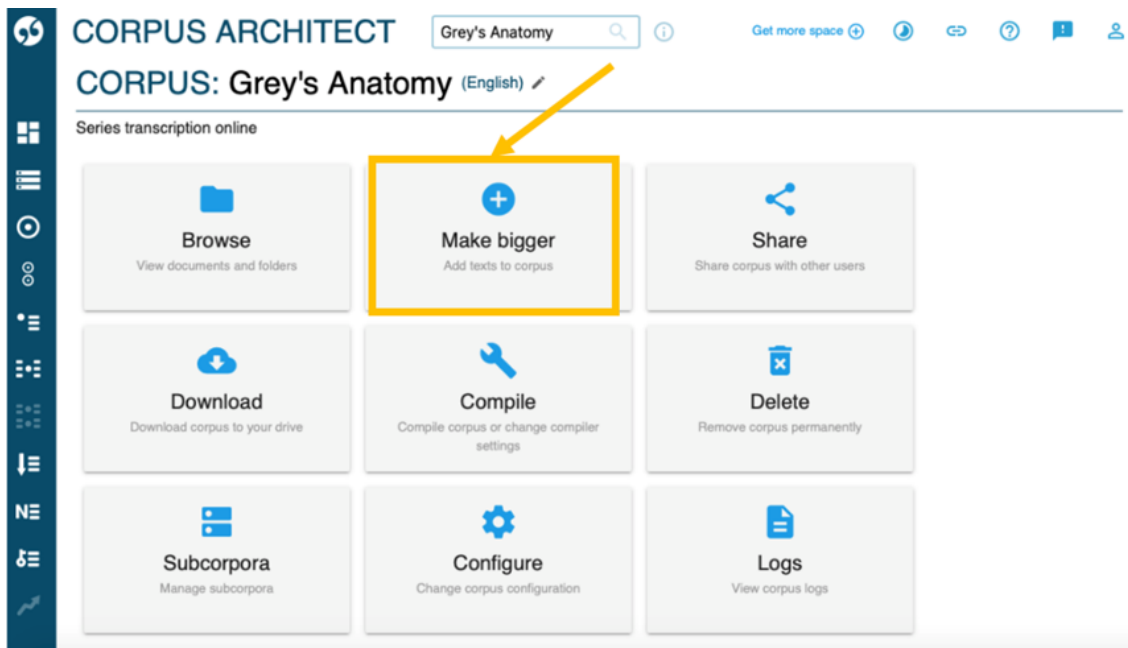 CORPUS ARCHITECT
Grey's Anatomy
Get more space
CORPUS: Grey's Anatomy (English)
Series transcription online
Browse
View documents and folders
Make bigger
Add texts to corpus
Share
Share corpus with other users
Download
Download corpus to your drive
Compile
Compile corpus or change compiler
settings
Delete
Remove corpus permanently
Subcorpora
Manage subcorpora
Configure
Change corpus configuration
Logs
View corpus logs